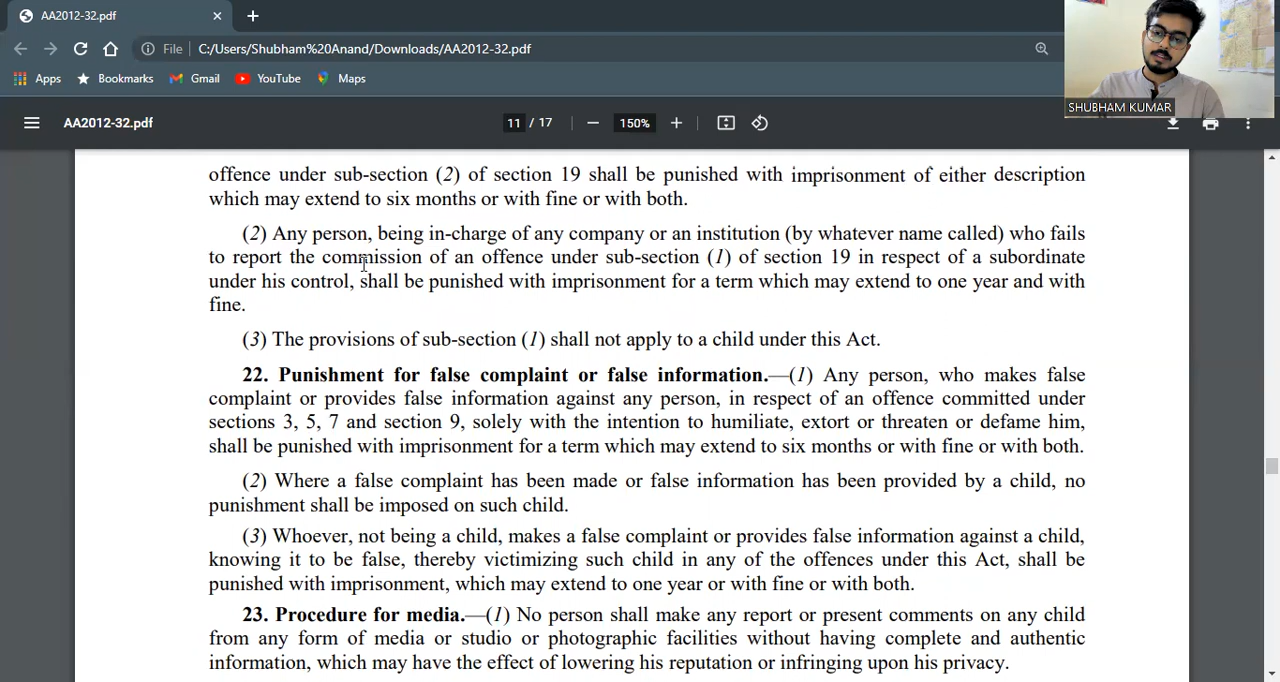 AA2012-32.pdf
File C:/Users/Shubham%20Anand/Downloads/AA2012-32.pdf
Apps Bookmarks Gmail YouTube Maps
SHUBHAM KUMAR
AA2012-32.pdf 11 / 17 150%
offence under sub-section (2) of section 19 shall be punished with imprisonment of either description
which may extend to six months or with fine or with both.
(2) Any person, being in-charge of any company or an institution (by whatever name called) who fails
to report the commission of an offence under sub-section (1) of section 19 in respect of a subordinate
under his control, shall be punished with imprisonment for a term which may extend to one year and with
fine.
(3) The provisions of sub-section (1) shall not apply to a child under this Act.
22. Punishment for false complaint or false information.—(1) Any person, who makes false
complaint or provides false information against any person, in respect of an offence committed under
sections 3, 5, 7 and section 9, solely with the intention to humiliate, extort or threaten or defame him,
shall be punished with imprisonment for a term which may extend to six months or with fine or with both.
(2) Where a false complaint has been made or false information has been provided by a child, no
punishment shall be imposed on such child.
(3) Whoever, not being a child, makes a false complaint or provides false information against a child,
knowing it to be false, thereby victimizing such child in any of the offences under this Act, shall be
punished with imprisonment, which may extend to one year or with fine or with both.
23. Procedure for media.—(1) No person shall make any report or present comments on any child
from any form of media or studio or photographic facilities without having complete and authentic
information, which may have the effect of lowering his reputation or infringing upon his privacy.